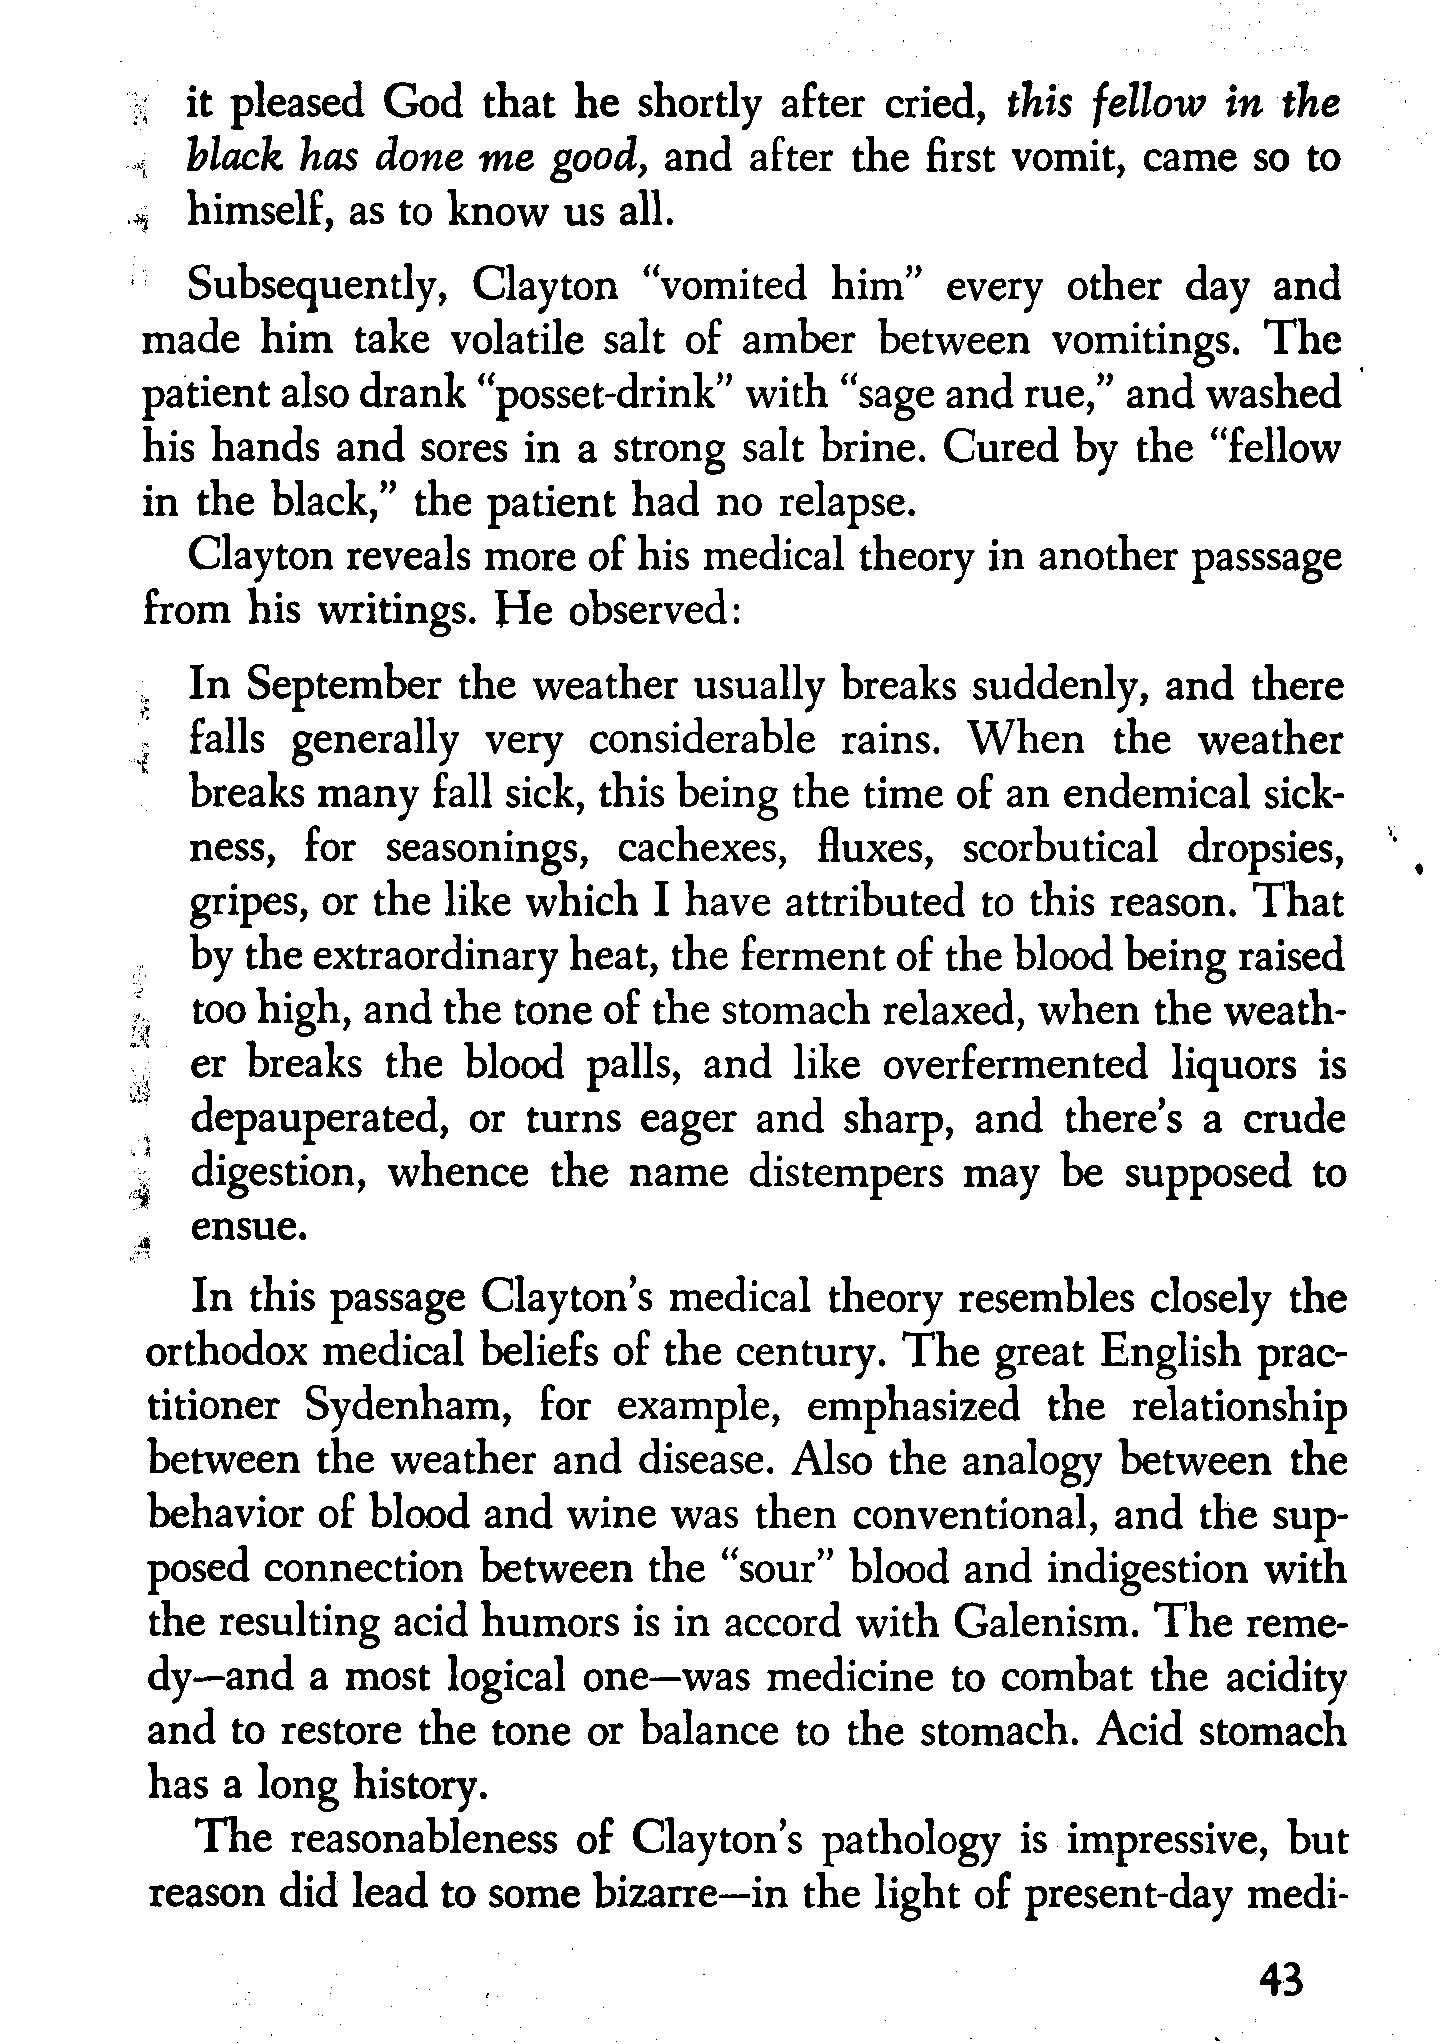 it pleased God that he shortly after cried, this fellow in the
black has done me good, and after the first vomit, came so to
himself, as to know us all.
Subsequently, Clayton “vomited him” every other day and
made him take volatile salt of amber between vomitings. The
patient also drank “posset-drink” with “sage and rue,” and washed
his hands and sores in a strong salt brine. Cured by the “fellow
in the black,” the patient had no relapse.
Clayton reveals more of his medical theory in another passsage
from his writings. He observed:
In September the weather usually breaks suddenly, and there
falls generally very considerable rains. When the weather
breaks many fall sick, this being the time of an endemical sick-
ness, for seasonings, cachexes, fluxes, scorbutical dropsies,
gripes, or the like which I have attributed to this reason. That
by the extraordinary heat, the ferment of the blood being raised
too high, and the tone of the stomach relaxed, when the weath-
er breaks the blood palls, and like overfermented liquors is
depauperated, or turns eager and sharp, and there’s a crude
digestion, whence the name distempers may be supposed to
ensue.
In this passage Clayton’s medical theory resembles closely the
orthodox medical beliefs of the century. The great English prac-
titioner Sydenham, for example, emphasized the relationship
between the weather and disease. Also the analogy between the
behavior of blood and wine was then conventional, and the sup-
posed connection between the “sour” blood and indigestion with
the resulting acid humors is in accord with Galenism. The reme-
dy—and a most logical one—was medicine to combat the acidity
and to restore the tone or balance to the stomach. Acid stomach
has a long history.
The reasonableness of Clayton’s pathology is impressive, but
reason did lead to some bizarre—in the light of present-day medi-
43